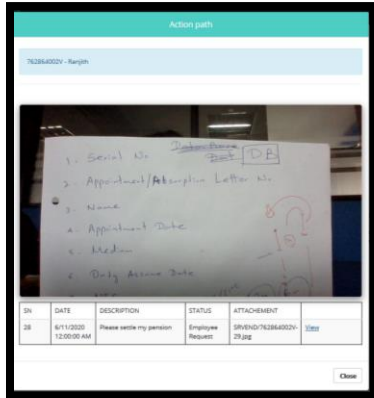 Action path
762864002V - Ranjith
DB
1. Serial No
2. Appointment/Absorption Letter No.
3. Name
4. Appointment Date
5. Medium
6. Duty Assume Date
SN DATE DESCRIPTION STATUS ATTACHEMENT
28 6/11/2020 12:00:00 AM Please settle my pension Employee Request SRVEND/762864002V-29.jpg View
Close